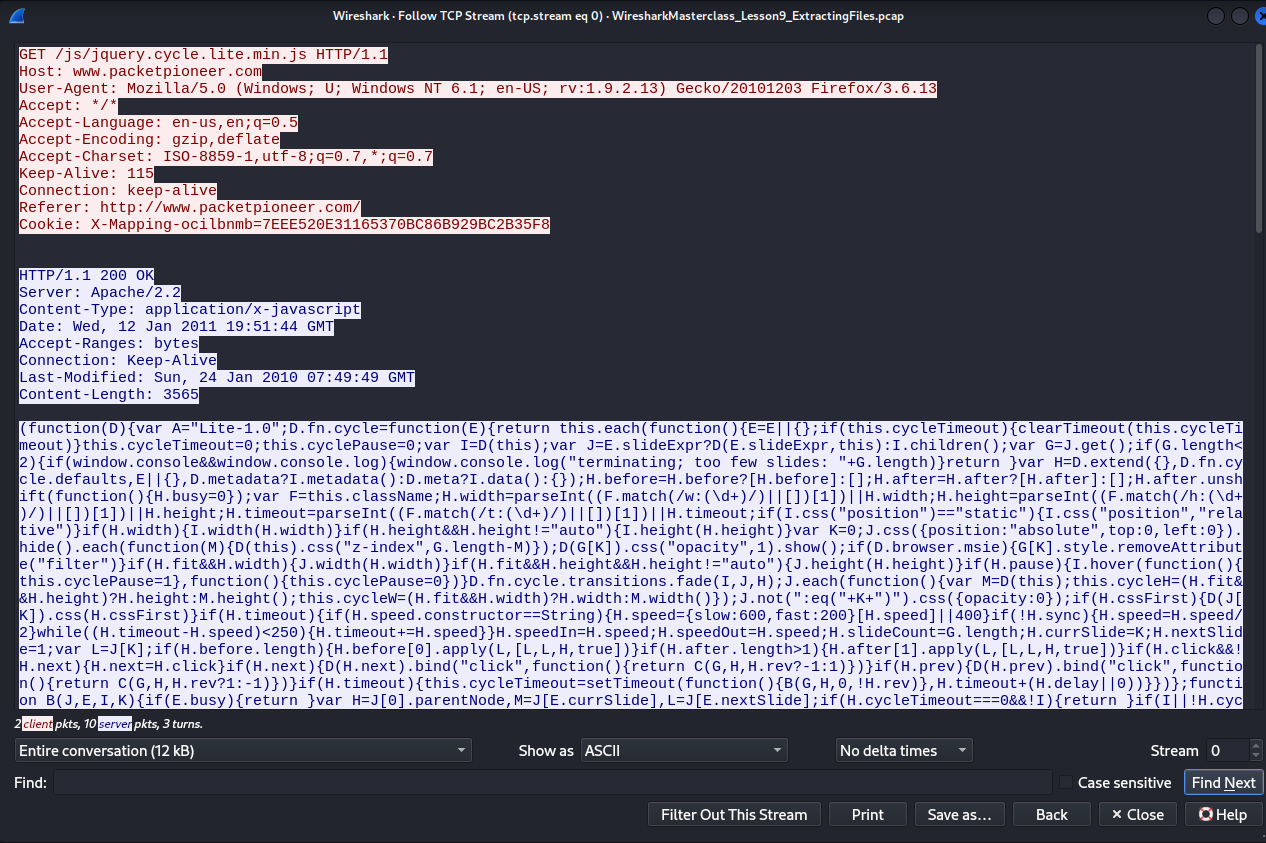 Wireshark · Follow TCP Stream (tcp.stream eq 0) · WiresharkMasterclass_Lesson9_ExtractingFiles.pcap
GET /js/jquery.cycle.lite.min.js HTTP/1.1
Host: www.packetpioneer.com
User-Agent: Mozilla/5.0 (Windows; U; Windows NT 6.1; en-US; rv:1.9.2.13) Gecko/20101203 Firefox/3.6.13
Accept: */*
Accept-Language: en-us,en;q=0.5
Accept-Encoding: gzip,deflate
Accept-Charset: ISO-8859-1,utf-8;q=0.7,*;q=0.7
Keep-Alive: 115
Connection: keep-alive
Referer: http://www.packetpioneer.com/
Cookie: X-Mapping-ocilbnmb=7EEE520E31165370BC86B929BC2B35F8
HTTP/1.1 200 OK
Server: Apache/2.2
Content-Type: application/x-javascript
Date: Wed, 12 Jan 2011 19:51:44 GMT
Accept-Ranges: bytes
Connection: Keep-Alive
Last-Modified: Sun, 24 Jan 2010 07:49:49 GMT
Content-Length: 3565
(function(D){var A="Lite-1.0";D.fn.cycle=function(E){return this.each(function(){E=E||{};if(this.cycleTimeout){clearTimeout(this.cycleTi
meout)}this.cycleTimeout=0;this.cyclePause=0;var I=D(this);var J=E.slideExpr?D(E.slideExpr,this):I.children();var G=J.get();if(G.length<
2){if(window.console&&window.console.log){window.console.log("terminating; too few slides: "+G.length)}return }var H=D.extend({},D.fn.cy
cle.defaults,E||{},D.metadata?I.metadata():D.meta?I.data():{});H.before=H.before?[H.before]:[];H.after=H.after?[H.after]:[];H.after.unsh
ift(function(){H.busy=0});var F=this.className;H.width=parseInt((F.match(/w:(\d+)/)||[])[1])||H.width;H.height=parseInt((F.match(/h:(\d+
)/)||[])[1])||H.height;H.timeout=parseInt((F.match(/t:(\d+)/)||[])[1])||H.timeout;if(I.css("position")=="static"){I.css("position","rela
tive")}if(H.width){I.width(H.width)}if(H.height&&H.height!="auto"){I.height(H.height)}var K=0;J.css({position:"absolute",top:0,left:0}).
hide().each(function(M){D(this).css("z-index",G.length-M)});D(G[K]).css("opacity",1).show();if(D.browser.msie){G[K].style.removeAttribut
e("filter")}if(H.fit&&H.width){J.width(H.width)}if(H.fit&&H.height&&H.height!="auto"){J.height(H.height)}if(H.pause){I.hover(function(){
this.cyclePause=1},function(){this.cyclePause=0})}D.fn.cycle.transitions.fade(I,J,H);J.each(function(){var M=D(this);this.cycleH=(H.fit&
&H.height)?H.height:M.height();this.cycleW=(H.fit&&H.width)?H.width:M.width()});J.not(":eq("+K+")").css({opacity:0});if(H.cssFirst){D(J[
K]).css(H.cssFirst)}if(H.timeout){if(H.speed.constructor==String){H.speed={slow:600,fast:200}[H.speed]||400}if(!H.sync){H.speed=H.speed/
2}while((H.timeout-H.speed)<250){H.timeout+=H.speed}}H.speedIn=H.speed;H.speedOut=H.speed;H.slideCount=G.length;H.currSlide=K;H.nextSlid
e=1;var L=J[K];if(H.before.length){H.before[0].apply(L,[L,L,H,true])}if(H.after.length>1){H.after[1].apply(L,[L,L,H,true])}if(H.click&&!
H.next){H.next=H.click}if(H.next){D(H.next).bind("click",function(){return C(G,H,H.rev?-1:1)})}if(H.prev){D(H.prev).bind("click",functio
n(){return C(G,H,H.rev?1:-1)})}if(H.timeout){this.cycleTimeout=setTimeout(function(){B(G,H,0,!H.rev)},H.timeout+(H.delay||0))}})};functi
on B(J,E,I,K){if(E.busy){return }var H=J[0].parentNode,M=J[E.currSlide],L=J[E.nextSlide];if(H.cycleTimeout===0&&!I){return }if(I||!H.cyc
2 client pkts, 10 server pkts, 3 turns.
Entire conversation (12 kB)
Show as ASCII
No delta times
Stream 0
Find:
Case sensitive
Find Next
Filter Out This Stream
Print
Save as…
Back
× Close
Help